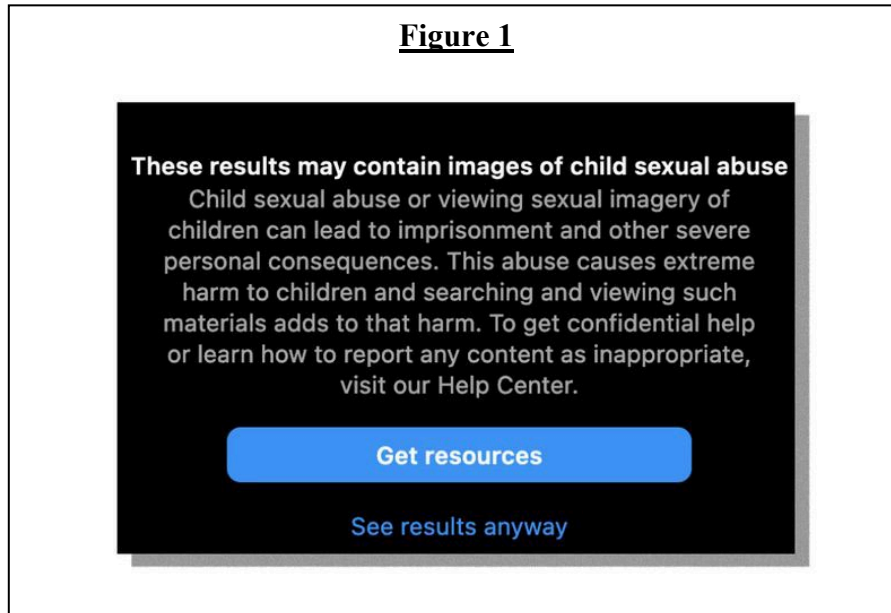 Figure 1
These results may contain images of child sexual abuse
Child sexual abuse or viewing sexual imagery of
children can lead to imprisonment and other severe
personal consequences. This abuse causes extreme
harm to children and searching and viewing such
materials adds to that harm. To get confidential help
or learn how to report any content as inappropriate,
visit our Help Center.
Get resources
See results anyway